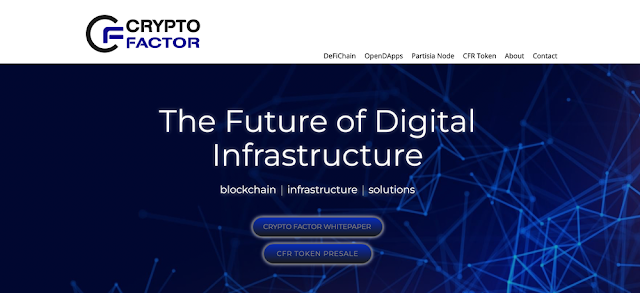 CRYPTO
FACTOR
DeFiChain OpenDApps Partisia Node CFR Token About Contact
The Future of Digital
Infrastructure
blockchain | infrastructure | solutions
CRYPTO FACTOR WHITEPAPER
CFR TOKEN PRESALE